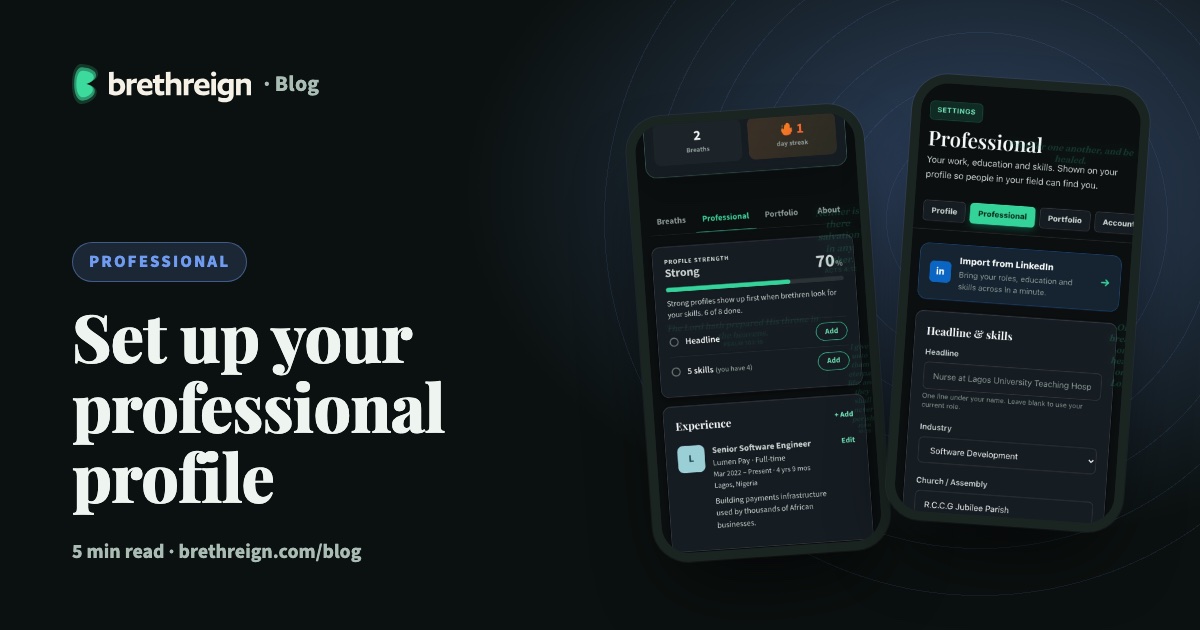 brethreign · Blog
PROFESSIONAL
Set up your
professional
profile
5 min read · brethreign.com/blog
2
Breaths
1
day streak
Breaths Professional Portfolio About
PROFILE STRENGTH
Strong
70%
Strong profiles show up first when brethren look for
your skills. 6 of 8 done.
Headline
Add
5 skills (you have 4)
Add
Experience
+ Add
L
Senior Software Engineer
Edit
Lumen Pay · Full-time
Mar 2022 – Present · 4 yrs 9 mos
Lagos, Nigeria
Building payments infrastructure
used by thousands of African
businesses.
SETTINGS
Professional
one another, and be
healed.
Your work, education and skills. Shown on your
profile so people in your field can find you.
Profile Professional Portfolio Account
in
Import from LinkedIn
Bring your roles, education and
skills across in a minute.
Headline & skills
Headline
Nurse at Lagos University Teaching Hosp
One line under your name. Leave blank to use your
current role.
Industry
Software Development
Church / Assembly
R.C.C.G Jubilee Parish